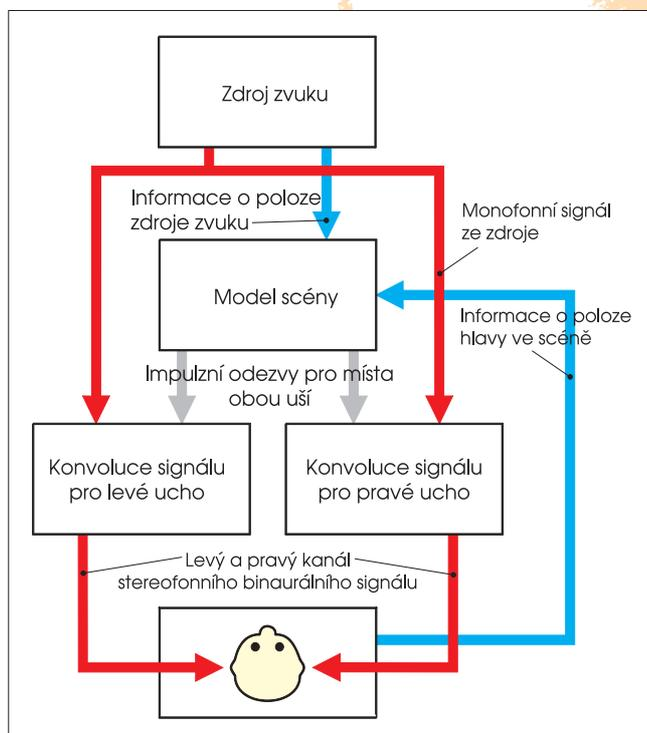 Zdroj zvuku
Informace o poloze
zdroje zvuku
Monofonní signál
ze zdroje
Model scény
Informace o poloze
hlavy ve scéně
Impulzní odezvy pro místa
obou uší
Konvoluce signálu
pro levé ucho
Konvoluce signálu
pro pravé ucho
Levý a pravý kanál
stereofonního binaurálního signálu